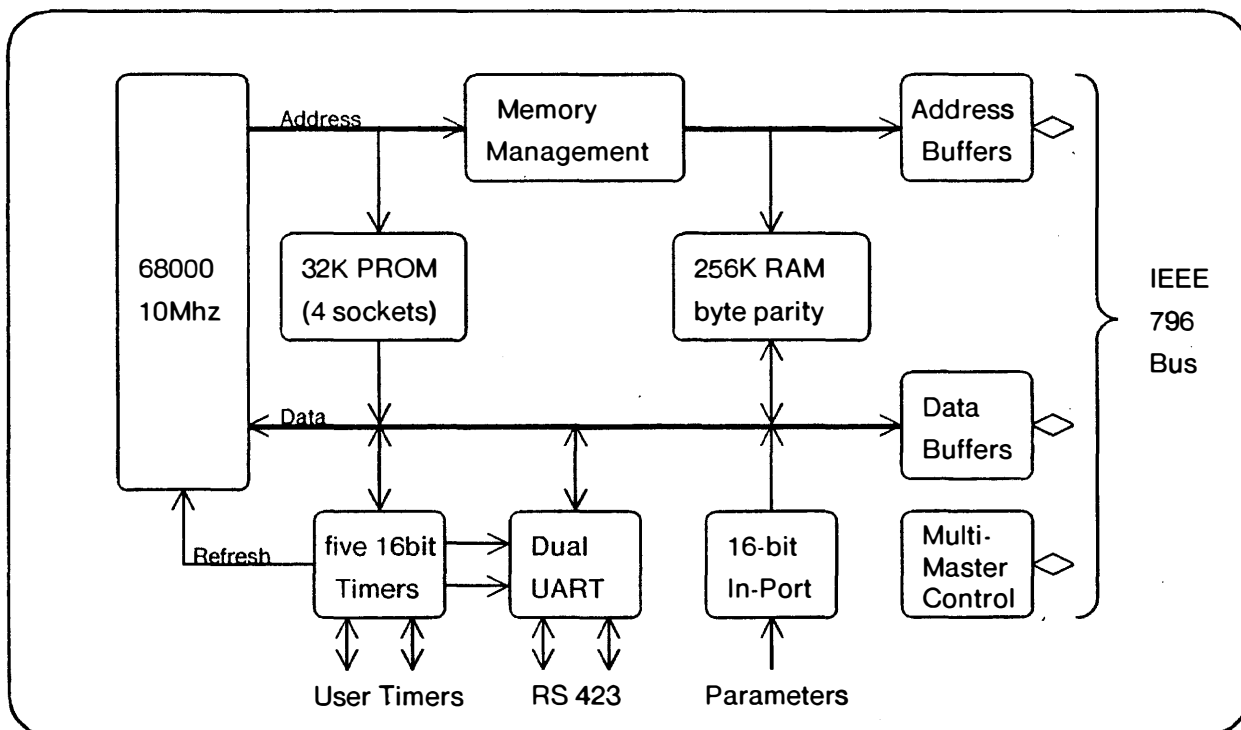 Address
Memory
Management
Address
Buffers
68000
10Mhz
32K PROM
(4 sockets)
256K RAM
byte parity
IEEE
796
Bus
Data
Data
Buffers
Refresh
five 16bit
Timers
Dual
UART
16-bit
In-Port
Multi-
Master
Control
User Timers
RS 423
Parameters